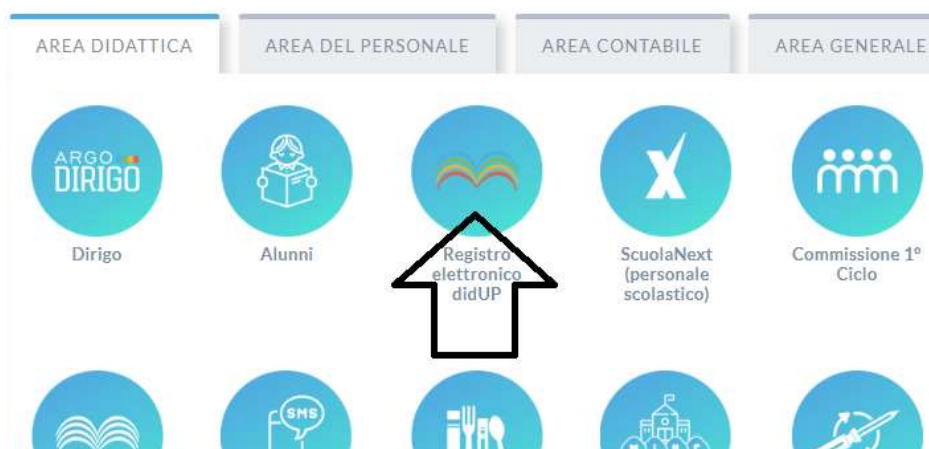 AREA DIDATTICA
AREA DEL PERSONALE
AREA CONTABILE
AREA GENERALE
ARGO
DIRIGO
Dirigo
Alunni
Registro
elettronico
didUP
ScuolaNext
(personale
scolastico)
Commissione 1°
Ciclo
SMS